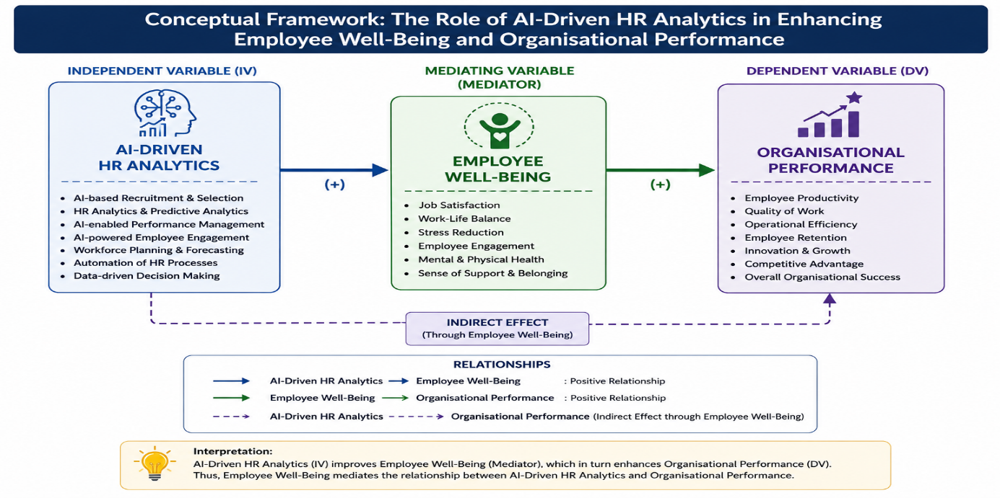 Conceptual Framework: The Role of AI-Driven HR Analytics in Enhancing
Employee Well-Being and Organisational Performance
INDEPENDENT VARIABLE (IV)
AI-DRIVEN
HR ANALYTICS
• AI-based Recruitment & Selection
• HR Analytics & Predictive Analytics
• AI-enabled Performance Management
• AI-powered Employee Engagement
• Workforce Planning & Forecasting
• Automation of HR Processes
• Data-driven Decision Making
(+)
MEDIATING VARIABLE
(MEDIATOR)
EMPLOYEE
WELL-BEING
• Job Satisfaction
• Work-Life Balance
• Stress Reduction
• Employee Engagement
• Mental & Physical Health
• Sense of Support & Belonging
(+)
DEPENDENT VARIABLE (DV)
ORGANISATIONAL
PERFORMANCE
• Employee Productivity
• Quality of Work
• Operational Efficiency
• Employee Retention
• Innovation & Growth
• Competitive Advantage
• Overall Organisational Success
INDIRECT EFFECT
(Through Employee Well-Being)
RELATIONSHIPS
AI-Driven HR Analytics Employee Well-Being : Positive Relationship
Employee Well-Being Organisational Performance : Positive Relationship
AI-Driven HR Analytics Organisational Performance (Indirect Effect through Employee Well-Being)
Interpretation:
AI-Driven HR Analytics (IV) improves Employee Well-Being (Mediator), which in turn enhances Organisational Performance (DV).
Thus, Employee Well-Being mediates the relationship between AI-Driven HR Analytics and Organisational Performance.